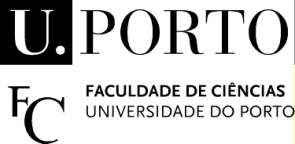 U. PORTO
FC FACULDADE DE CIÊNCIAS
UNIVERSIDADE DO PORTO